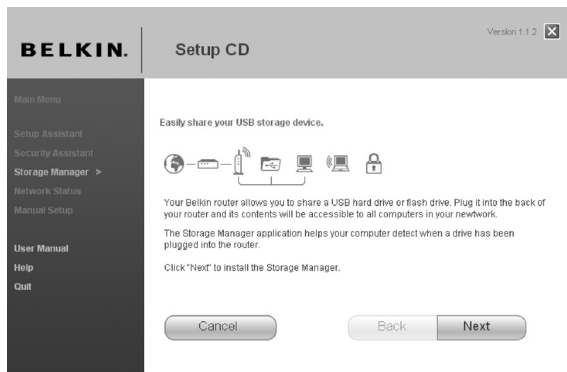 BELKIN.
Setup CD
Version 1.1.2
Main Menu
Setup Assistant
Security Assistant
Storage Manager >
Network Status
Manual Setup
User Manual
Help
Quit
Easily share your USB storage device.
Your Belkin router allows you to share a USB hard drive or flash drive. Plug it into the back of
your router and its contents will be accessible to all computers in your newtwork.
The Storage Manager application helps your computer detect when a drive has been
plugged into the router.
Click "Next" to install the Storage Manager.
Cancel
Back
Next